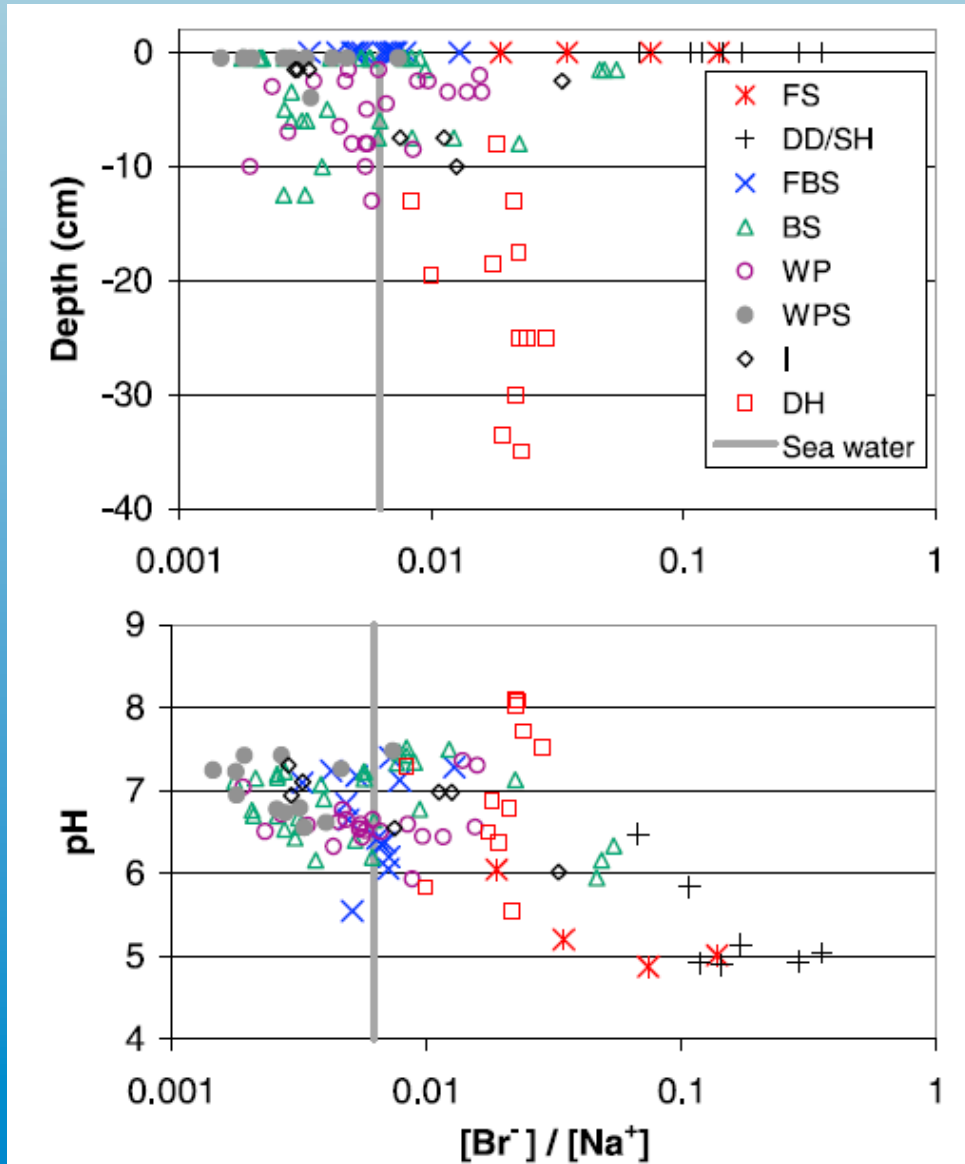 0
-10
-20
-30
-40
Depth (cm)
0.001
0.01
0.1
1
FS
DD/SH
FBS
BS
WP
WPS
I
DH
Sea water
9
8
7
6
5
4
pH
0.001
0.01
0.1
1
[Br⁻] / [Na⁺]